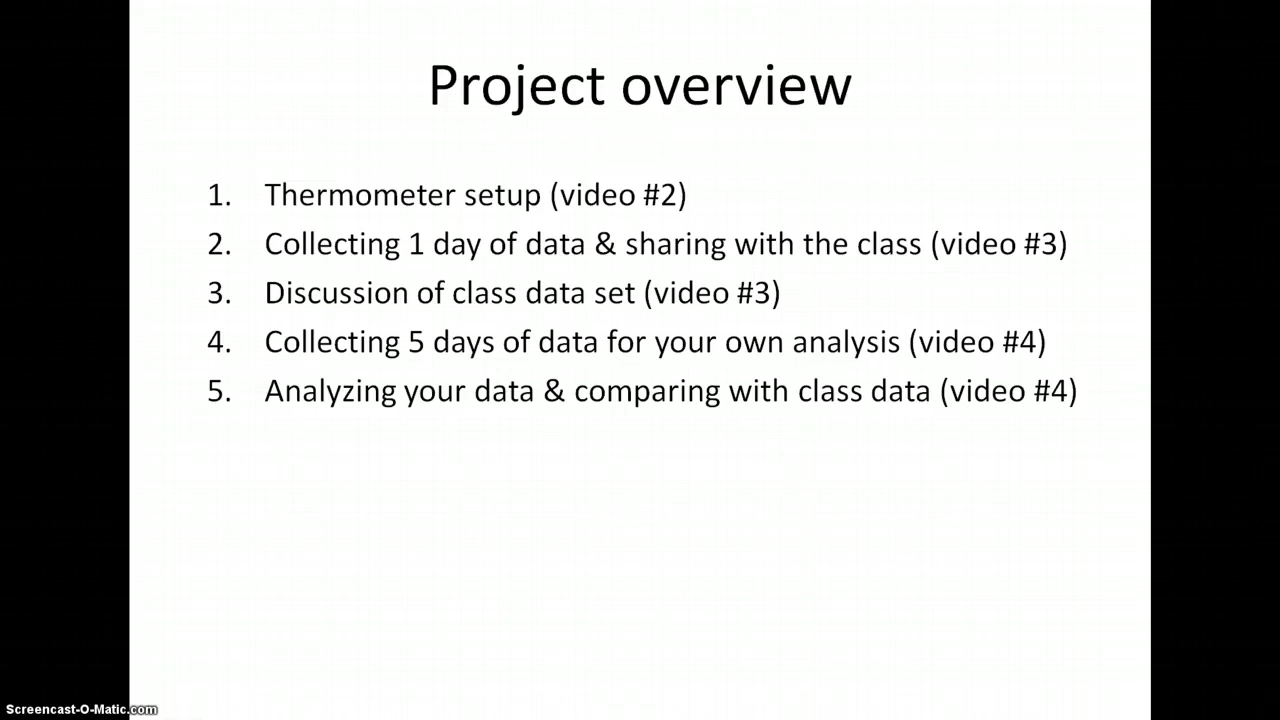 Project overview
1. Thermometer setup (video #2)
2. Collecting 1 day of data & sharing with the class (video #3)
3. Discussion of class data set (video #3)
4. Collecting 5 days of data for your own analysis (video #4)
5. Analyzing your data & comparing with class data (video #4)
Screencast-O-Matic.com